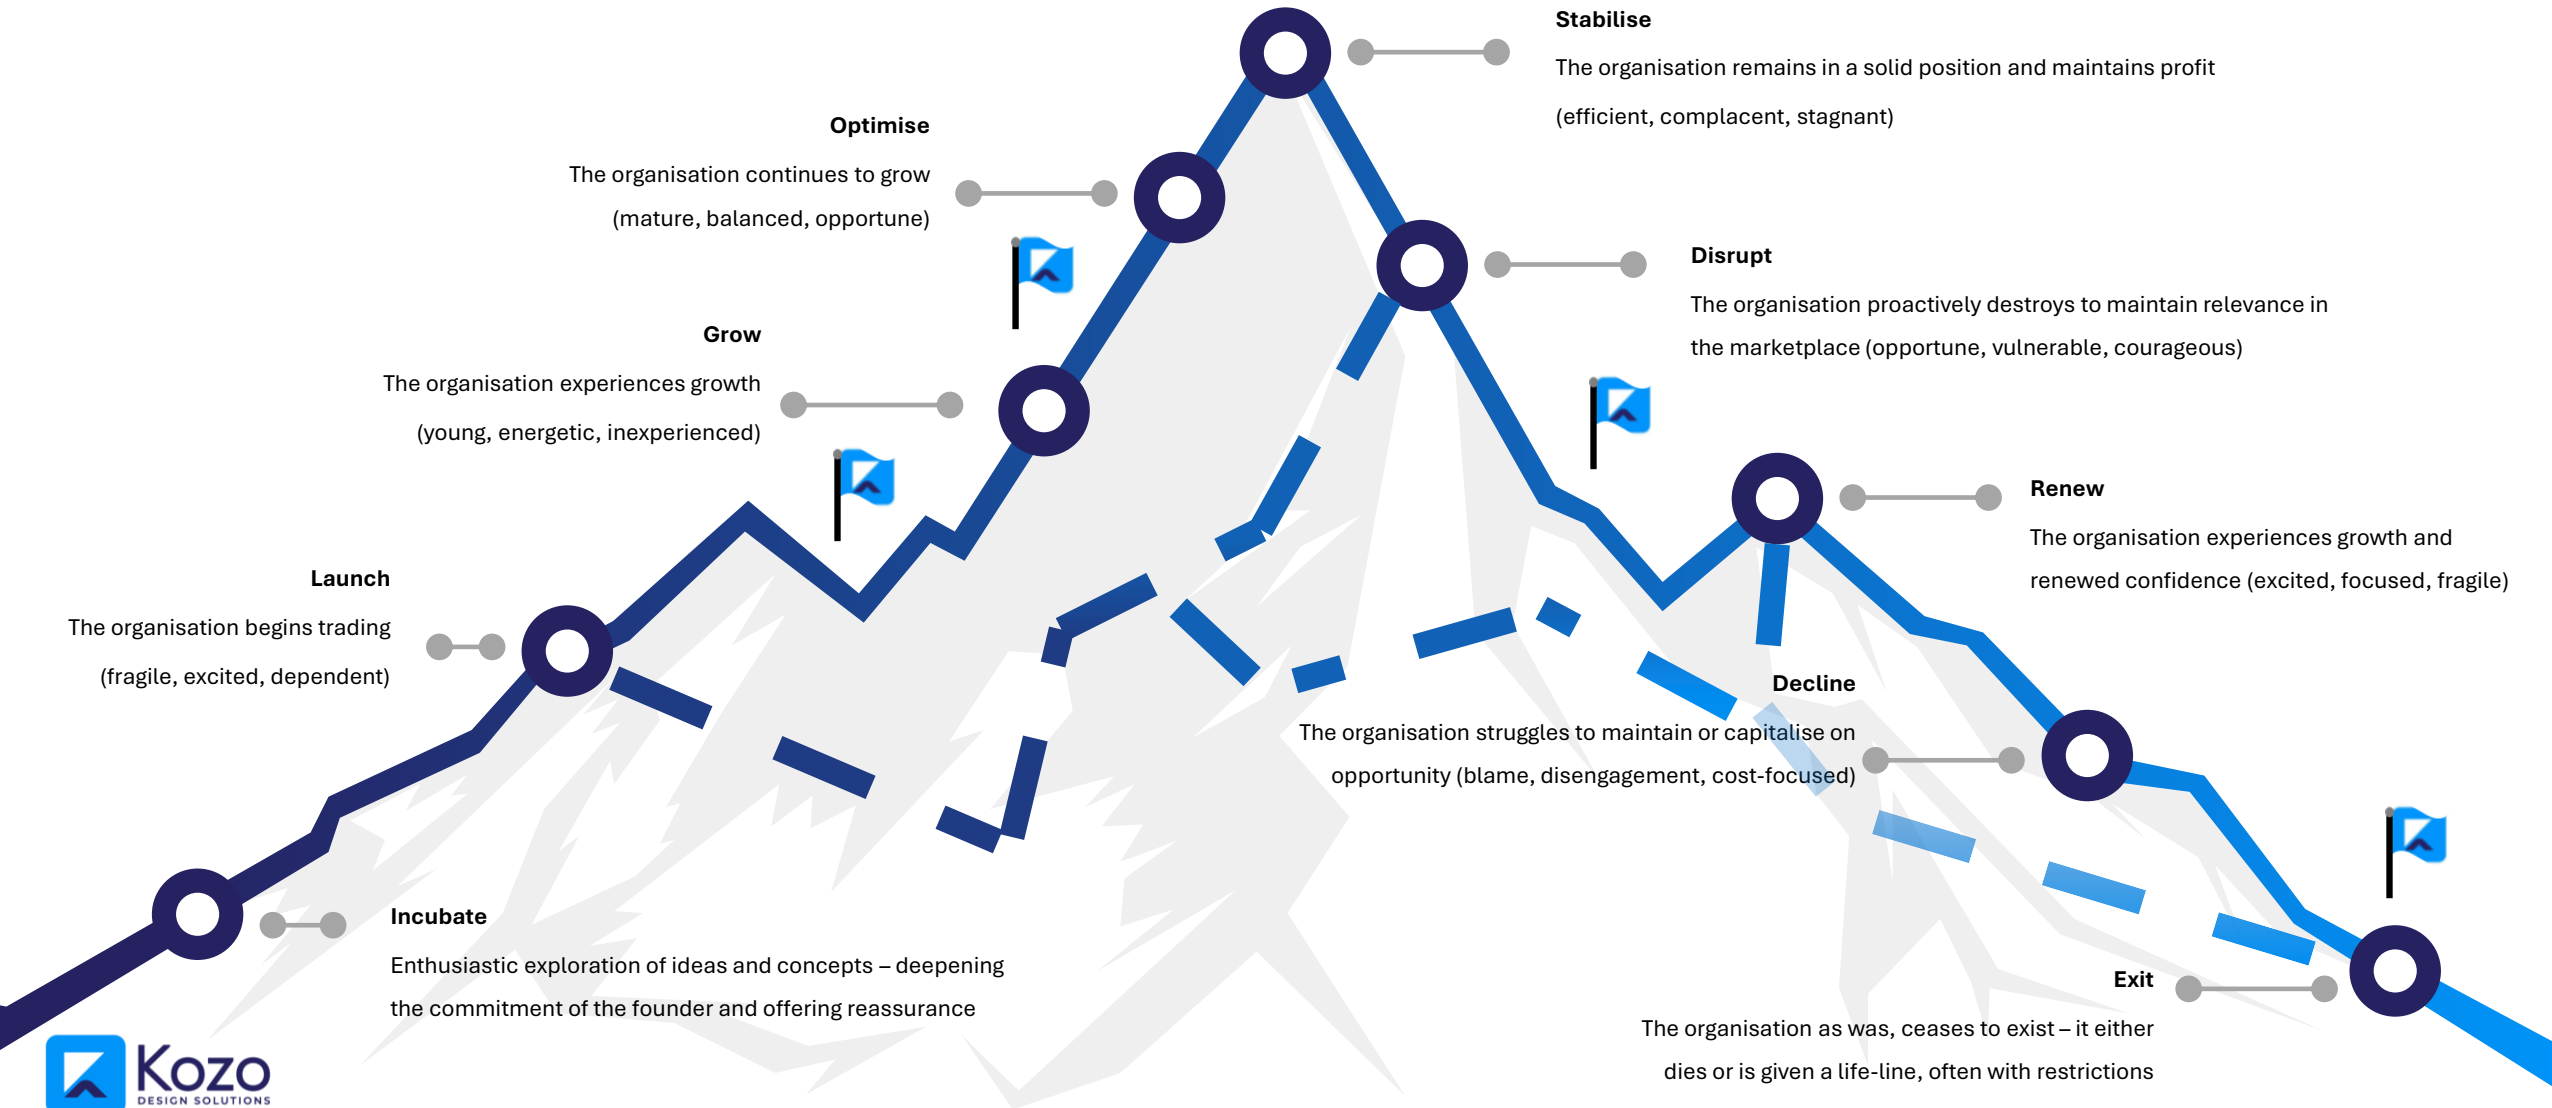 Stabilise
The organisation remains in a solid position and maintains profit
(efficient, complacent, stagnant)
Optimise
The organisation continues to grow
(mature, balanced, opportune)
Disrupt
The organisation proactively destroys to maintain relevance in
the marketplace (opportune, vulnerable, courageous)
Grow
The organisation experiences growth
(young, energetic, inexperienced)
Renew
The organisation experiences growth and
renewed confidence (excited, focused, fragile)
Launch
The organisation begins trading
(fragile, excited, dependent)
Decline
The organisation struggles to maintain or capitalise on
opportunity (blame, disengagement, cost-focused)
Incubate
Enthusiastic exploration of ideas and concepts – deepening
the commitment of the founder and offering reassurance
Exit
The organisation as was, ceases to exist – it either
dies or is given a life-line, often with restrictions
Kozo
DESIGN SOLUTIONS